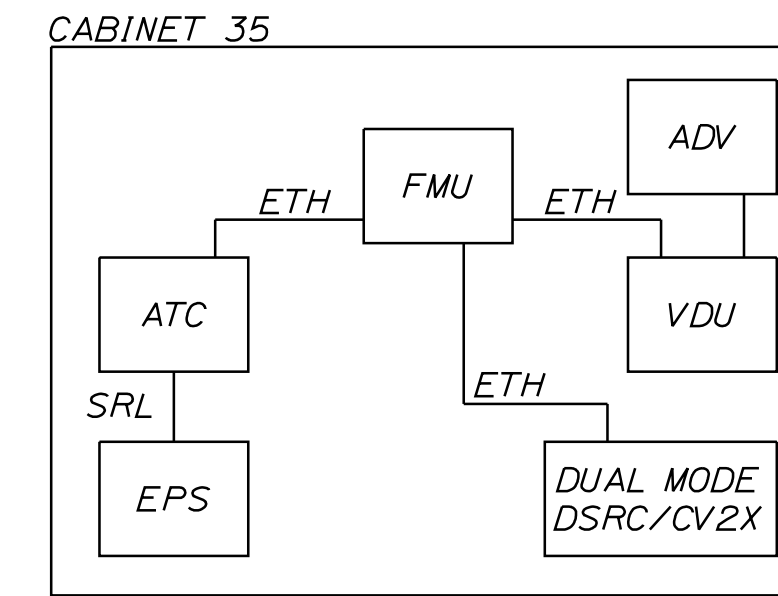 CABINET 35
ADV
FMU
ETH
ETH
ATC
VDU
ETH
SRL
EPS
DUAL MODE
DSRC/CV2X